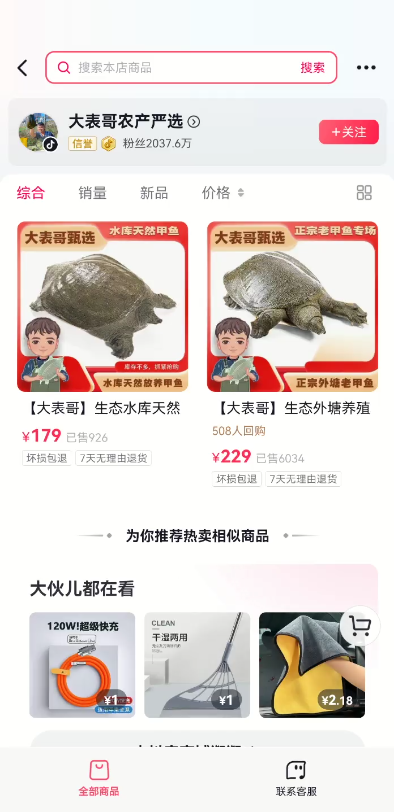 搜索本店商品
搜索
大表哥农产严选
信誉
粉丝2037.6万
+关注
综合
销量
新品
价格
大表哥甄选
水库天然甲鱼
库存不多，抓紧抢购
水库天然放养甲鱼
大表哥甄选
正宗老甲鱼专场
正宗外塘老甲鱼
【大表哥】生态水库天然
¥179 已售926
坏损包退
7天无理由退货
【大表哥】生态外塘养殖
508人回购
¥229 已售6034
坏损包退
7天无理由退货
为你推荐热卖相似商品
大伙儿都在看
120W!超级快充
¥1
CLEAN
干湿两用
¥1
¥2.18
全部商品
联系客服